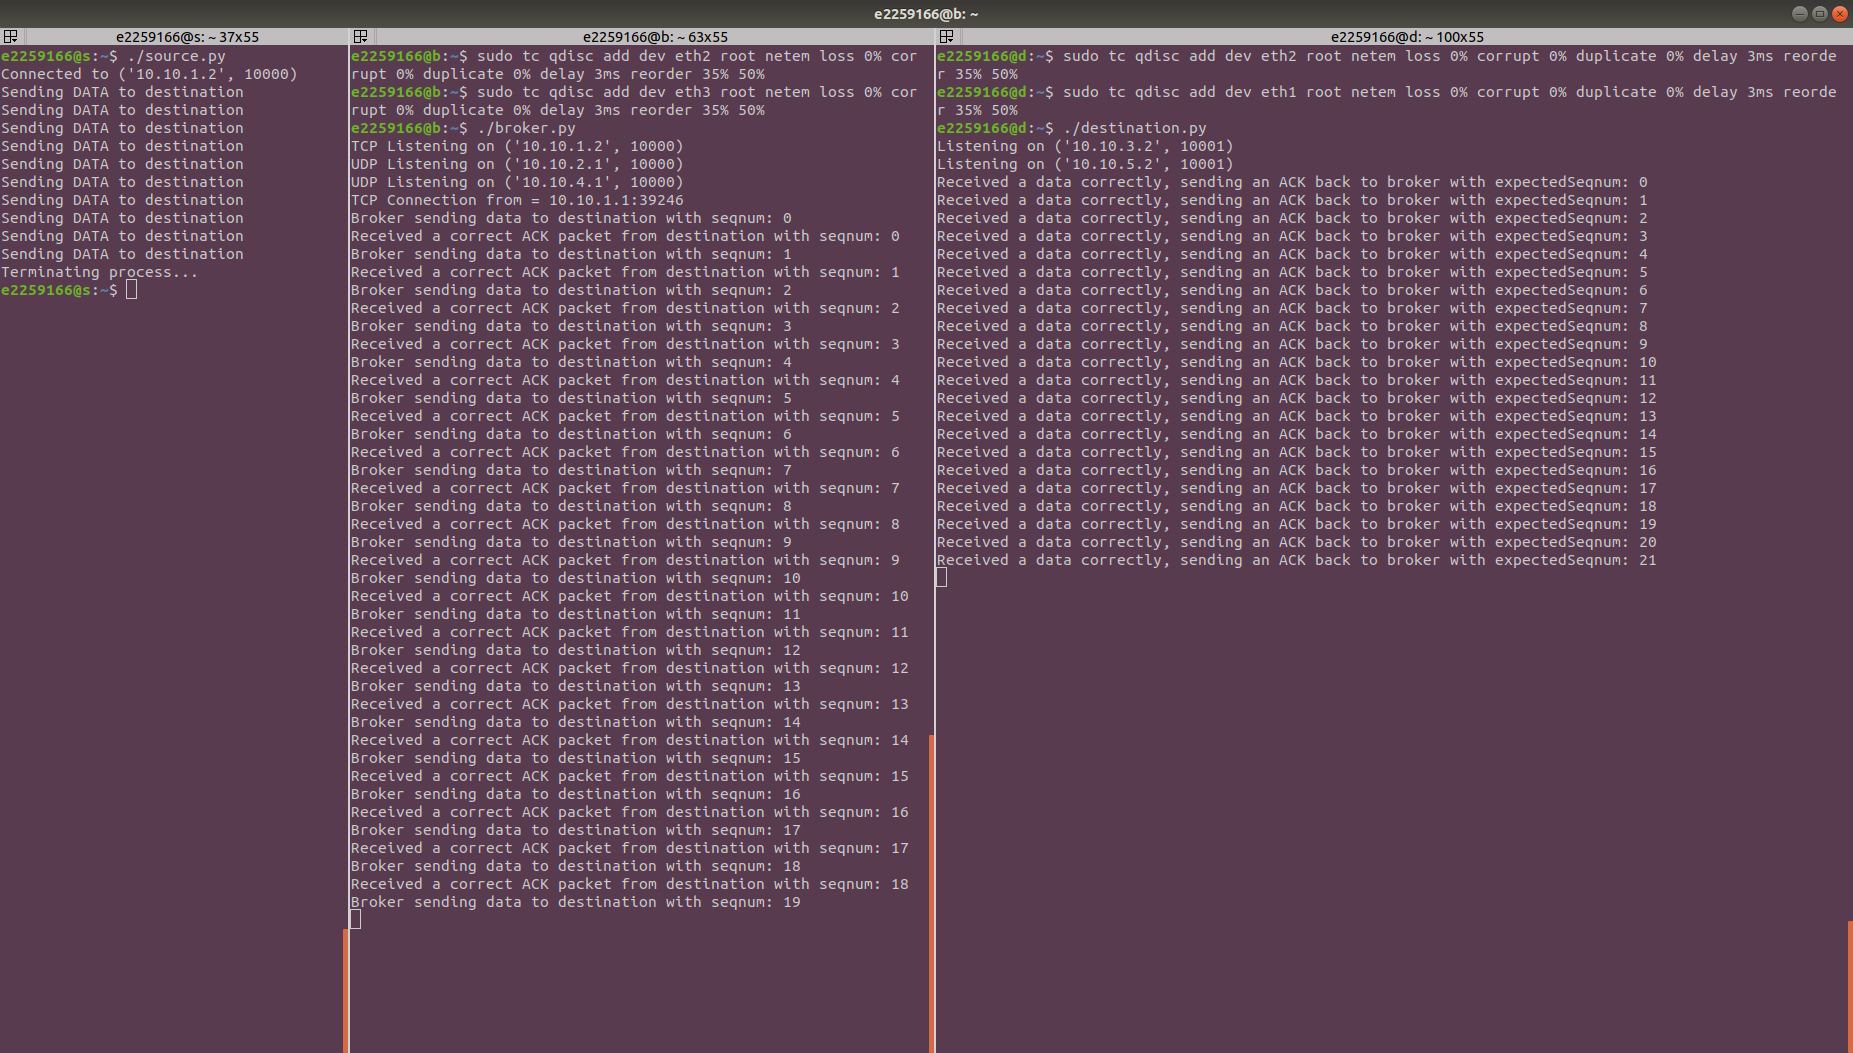 e2259166@b: ~
e2259166@s: ~ 37x55
e2259166@s:~$ ./source.py
Connected to ('10.10.1.2', 10000)
Sending DATA to destination
Sending DATA to destination
Sending DATA to destination
Sending DATA to destination
Sending DATA to destination
Sending DATA to destination
Sending DATA to destination
Sending DATA to destination
Sending DATA to destination
Sending DATA to destination
Terminating process...
e2259166@s:~$
e2259166@b: ~ 63x55
e2259166@b:~$ sudo tc qdisc add dev eth2 root netem loss 0% cor
rupt 0% duplicate 0% delay 3ms reorder 35% 50%
e2259166@b:~$ sudo tc qdisc add dev eth3 root netem loss 0% cor
rupt 0% duplicate 0% delay 3ms reorder 35% 50%
e2259166@b:~$ ./broker.py
TCP Listening on ('10.10.1.2', 10000)
UDP Listening on ('10.10.2.1', 10000)
UDP Listening on ('10.10.4.1', 10000)
TCP Connection from = 10.10.1.1:39246
Broker sending data to destination with seqnum: 0
Received a correct ACK packet from destination with seqnum: 0
Broker sending data to destination with seqnum: 1
Received a correct ACK packet from destination with seqnum: 1
Broker sending data to destination with seqnum: 2
Received a correct ACK packet from destination with seqnum: 2
Broker sending data to destination with seqnum: 3
Received a correct ACK packet from destination with seqnum: 3
Broker sending data to destination with seqnum: 4
Received a correct ACK packet from destination with seqnum: 4
Broker sending data to destination with seqnum: 5
Received a correct ACK packet from destination with seqnum: 5
Broker sending data to destination with seqnum: 6
Received a correct ACK packet from destination with seqnum: 6
Broker sending data to destination with seqnum: 7
Received a correct ACK packet from destination with seqnum: 7
Broker sending data to destination with seqnum: 8
Received a correct ACK packet from destination with seqnum: 8
Broker sending data to destination with seqnum: 9
Received a correct ACK packet from destination with seqnum: 9
Broker sending data to destination with seqnum: 10
Received a correct ACK packet from destination with seqnum: 10
Broker sending data to destination with seqnum: 11
Received a correct ACK packet from destination with seqnum: 11
Broker sending data to destination with seqnum: 12
Received a correct ACK packet from destination with seqnum: 12
Broker sending data to destination with seqnum: 13
Received a correct ACK packet from destination with seqnum: 13
Broker sending data to destination with seqnum: 14
Received a correct ACK packet from destination with seqnum: 14
Broker sending data to destination with seqnum: 15
Received a correct ACK packet from destination with seqnum: 15
Broker sending data to destination with seqnum: 16
Received a correct ACK packet from destination with seqnum: 16
Broker sending data to destination with seqnum: 17
Received a correct ACK packet from destination with seqnum: 17
Broker sending data to destination with seqnum: 18
Received a correct ACK packet from destination with seqnum: 18
Broker sending data to destination with seqnum: 19
e2259166@d: ~ 100x55
e2259166@d:~$ sudo tc qdisc add dev eth2 root netem loss 0% corrupt 0% duplicate 0% delay 3ms reorde
r 35% 50%
e2259166@d:~$ sudo tc qdisc add dev eth1 root netem loss 0% corrupt 0% duplicate 0% delay 3ms reorde
r 35% 50%
e2259166@d:~$ ./destination.py
Listening on ('10.10.3.2', 10001)
Listening on ('10.10.5.2', 10001)
Received a data correctly, sending an ACK back to broker with expectedSeqnum: 0
Received a data correctly, sending an ACK back to broker with expectedSeqnum: 1
Received a data correctly, sending an ACK back to broker with expectedSeqnum: 2
Received a data correctly, sending an ACK back to broker with expectedSeqnum: 3
Received a data correctly, sending an ACK back to broker with expectedSeqnum: 4
Received a data correctly, sending an ACK back to broker with expectedSeqnum: 5
Received a data correctly, sending an ACK back to broker with expectedSeqnum: 6
Received a data correctly, sending an ACK back to broker with expectedSeqnum: 7
Received a data correctly, sending an ACK back to broker with expectedSeqnum: 8
Received a data correctly, sending an ACK back to broker with expectedSeqnum: 9
Received a data correctly, sending an ACK back to broker with expectedSeqnum: 10
Received a data correctly, sending an ACK back to broker with expectedSeqnum: 11
Received a data correctly, sending an ACK back to broker with expectedSeqnum: 12
Received a data correctly, sending an ACK back to broker with expectedSeqnum: 13
Received a data correctly, sending an ACK back to broker with expectedSeqnum: 14
Received a data correctly, sending an ACK back to broker with expectedSeqnum: 15
Received a data correctly, sending an ACK back to broker with expectedSeqnum: 16
Received a data correctly, sending an ACK back to broker with expectedSeqnum: 17
Received a data correctly, sending an ACK back to broker with expectedSeqnum: 18
Received a data correctly, sending an ACK back to broker with expectedSeqnum: 19
Received a data correctly, sending an ACK back to broker with expectedSeqnum: 20
Received a data correctly, sending an ACK back to broker with expectedSeqnum: 21